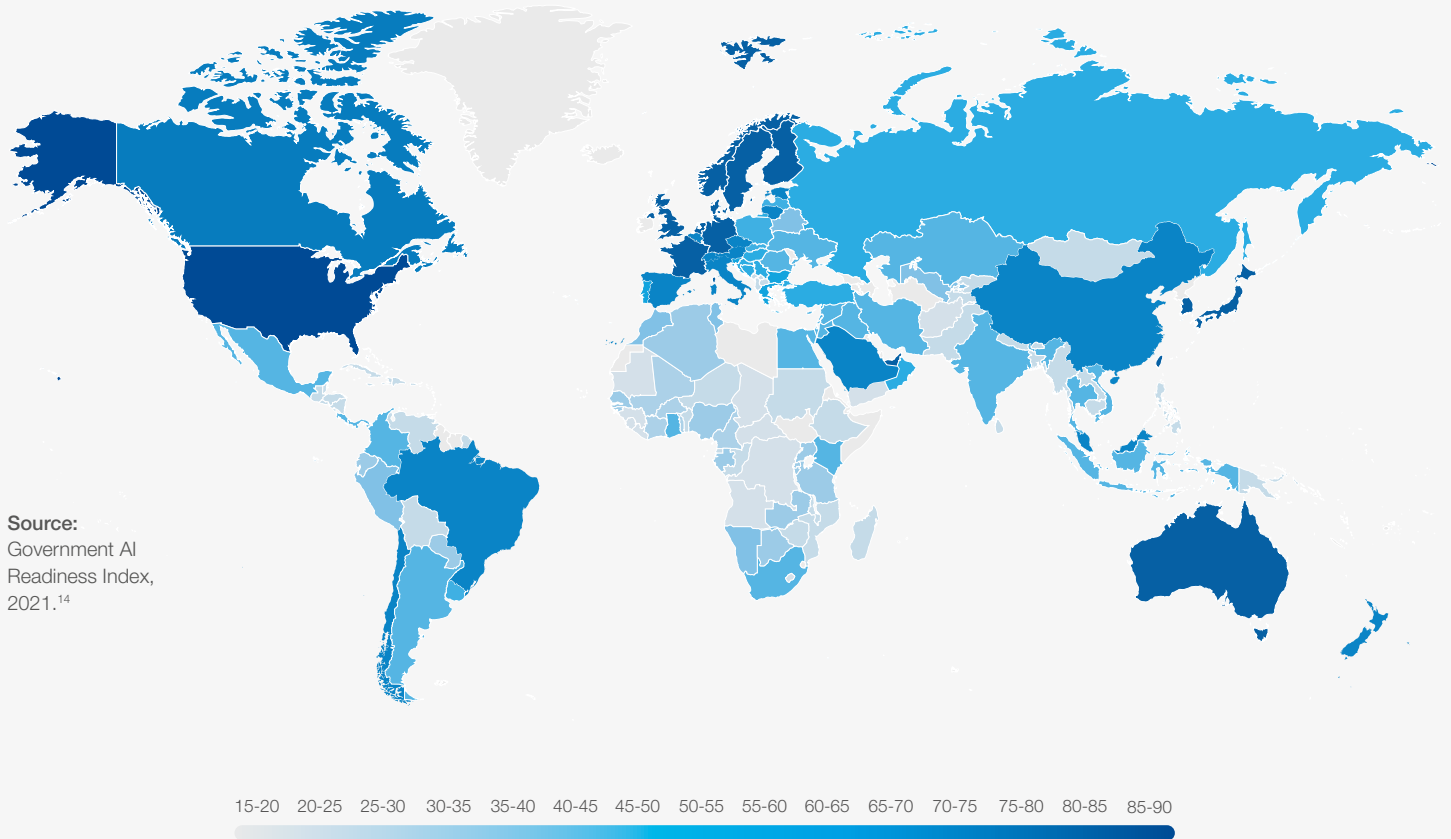 Source:
Government AI
Readiness Index,
2021.14
15-20 20-25 25-30 30-35 35-40 40-45 45-50 50-55 55-60 60-65 65-70 70-75 75-80 80-85 85-90